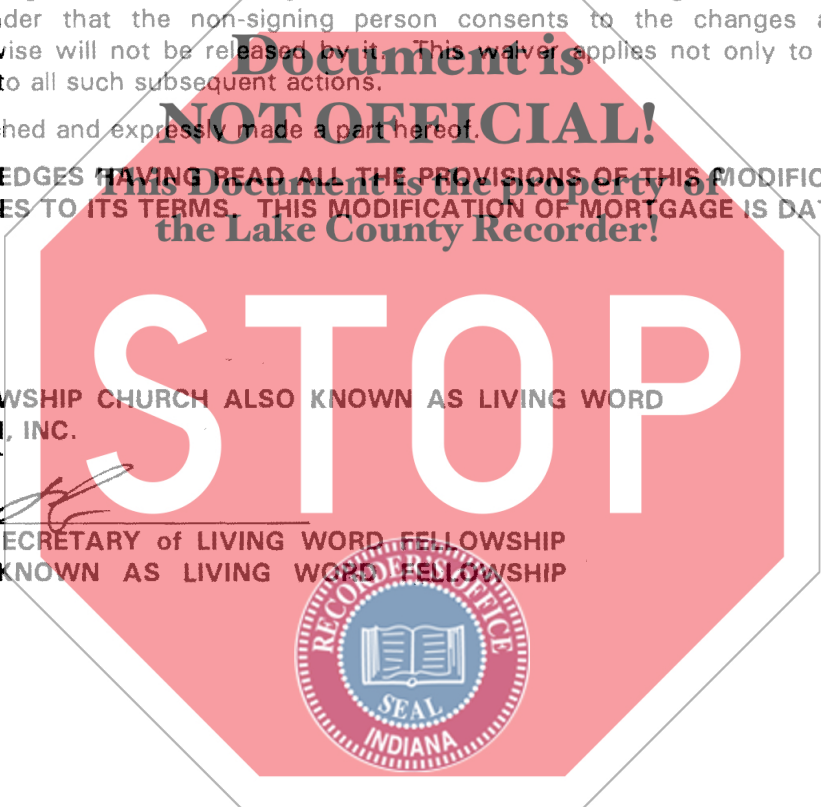 nder that the non-signing person consents to the changes a
vise will not be released by it. This waiver applies not only to
to all such subsequent actions.
Document is
NOT OFFICIAL!
This Document is the property of
the Lake County Recorder!
hed and expressly made a part hereof.
EDGES HAVING READ ALL THE PROVISIONS OF THIS MODIFIC
ES TO ITS TERMS. THIS MODIFICATION OF MORTGAGE IS DAT
STOP
WSHIP CHURCH ALSO KNOWN AS LIVING WORD
, INC.
ECRETARY of LIVING WORD FELLOWSHIP
KNOWN AS LIVING WORD FELLOWSHIP
RECORDER'S OFFICE
SEAL
INDIANA